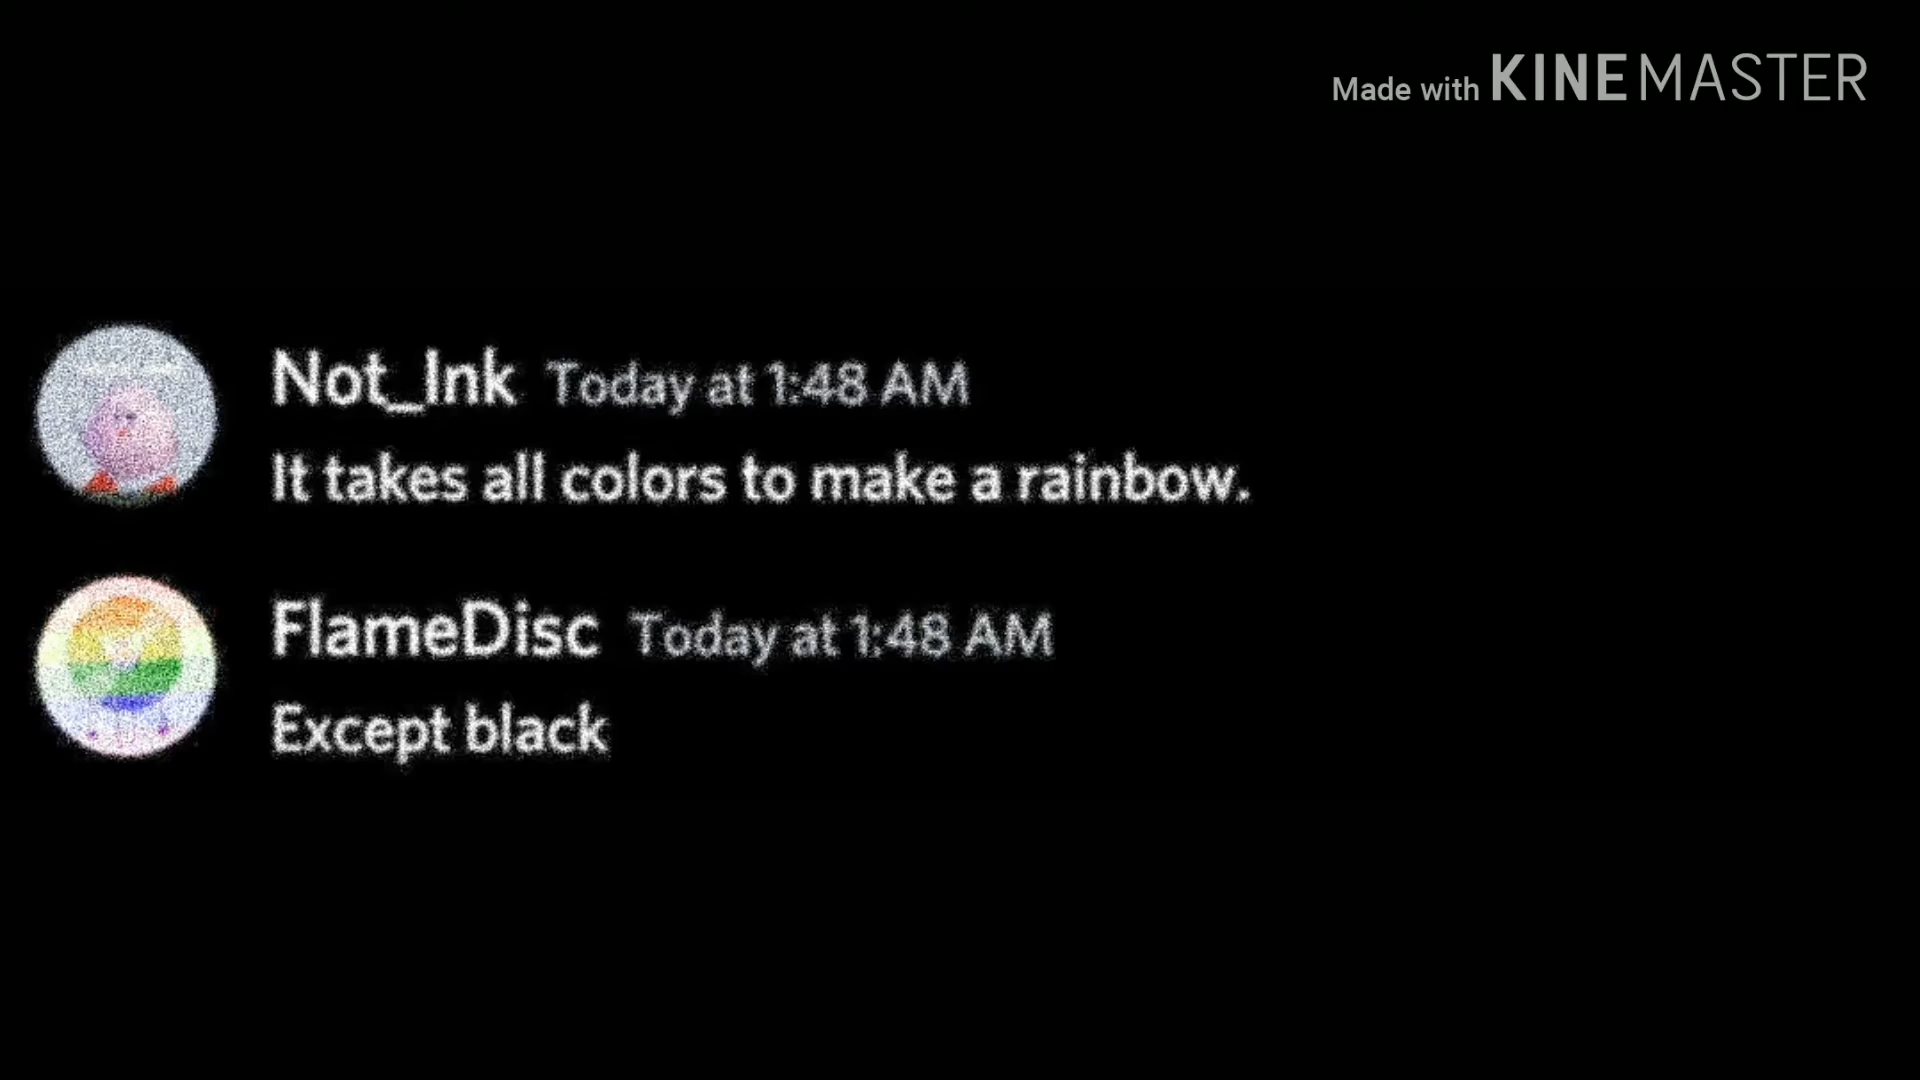 Made with KINEMASTER
Not_Ink Today at 1:48 AM
It takes all colors to make a rainbow.
FlameDisc Today at 1:48 AM
Except black